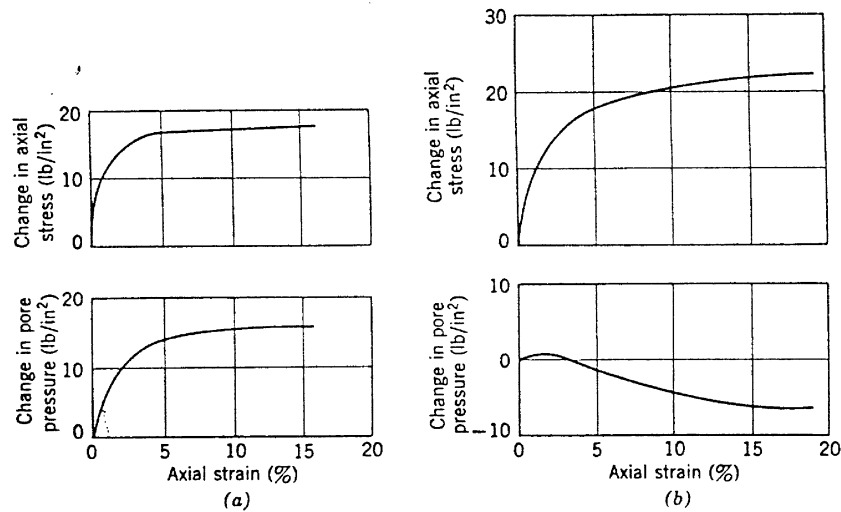 20
10
0
Change in axial
stress (lb/in²)
20
10
0
Change in pore
pressure (lb/in²)
0 5 10 15 20
Axial strain (%)
(a)
30
20
10
0
Change in axial
stress (lb/in²)
10
0
–10
Change in pore
pressure (lb/in²)
0 5 10 15 20
Axial strain (%)
(b)